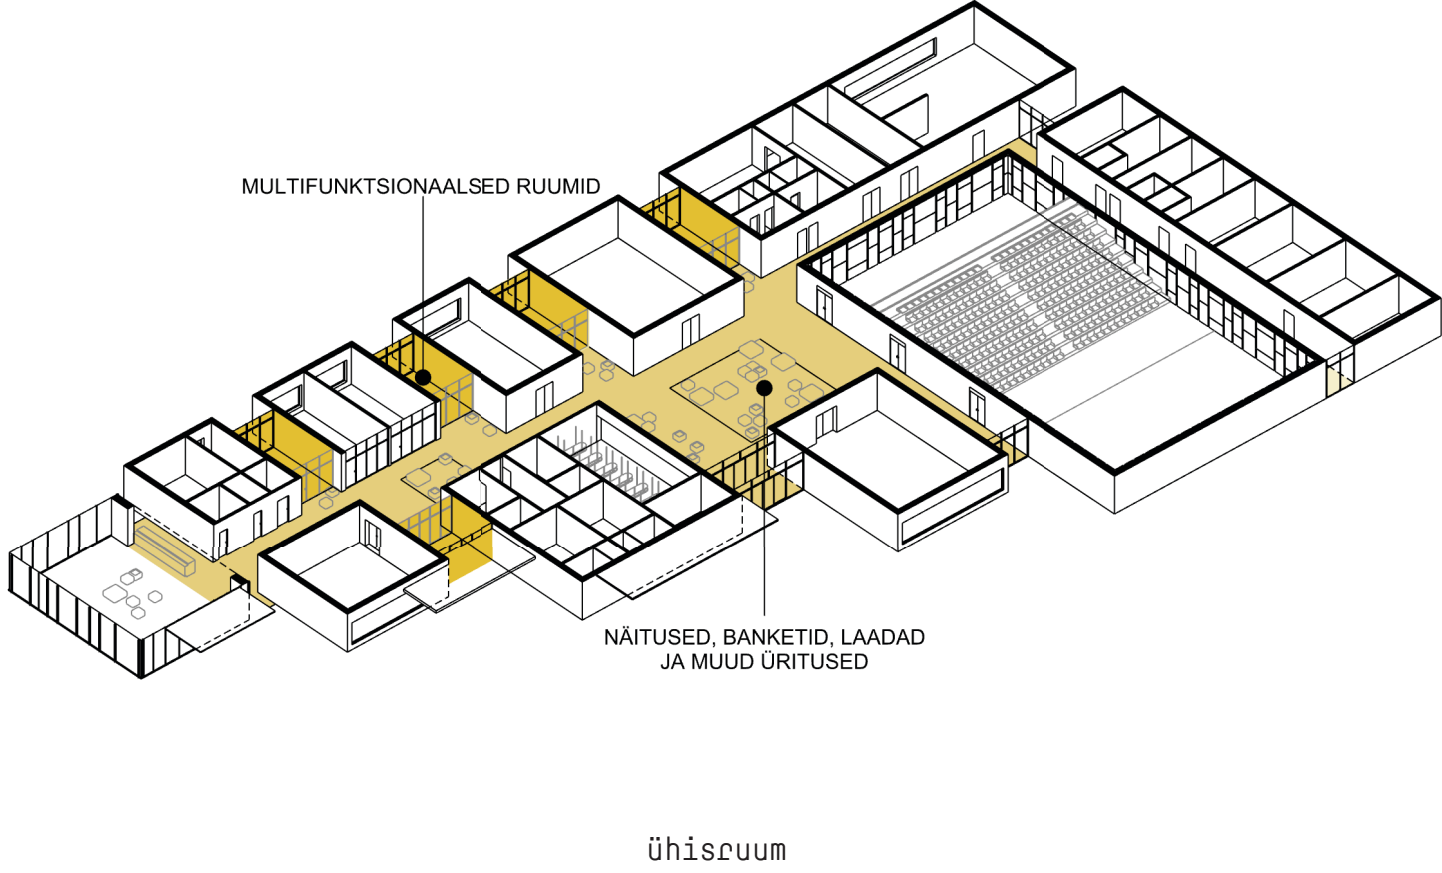 MULTIFUNKTSIONAALSED RUUMID
NÄITUSED, BANKETID, LAADAD
JA MUUD ÜRITUSED
ühisruum